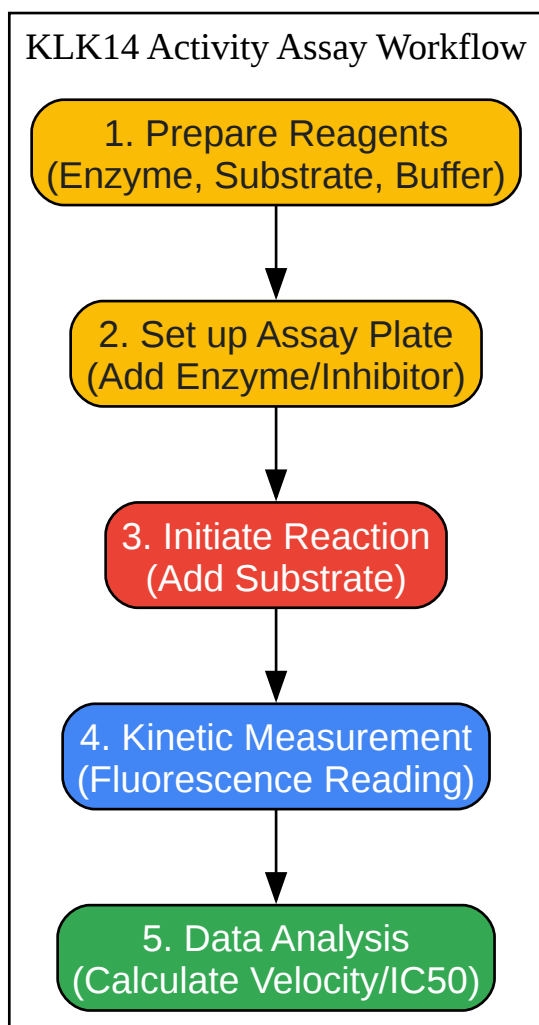 KLK14 Activity Assay Workflow
1. Prepare Reagents
(Enzyme, Substrate, Buffer)
2. Set up Assay Plate
(Add Enzyme/Inhibitor)
3. Initiate Reaction
(Add Substrate)
4. Kinetic Measurement
(Fluorescence Reading)
5. Data Analysis
(Calculate Velocity/IC50)